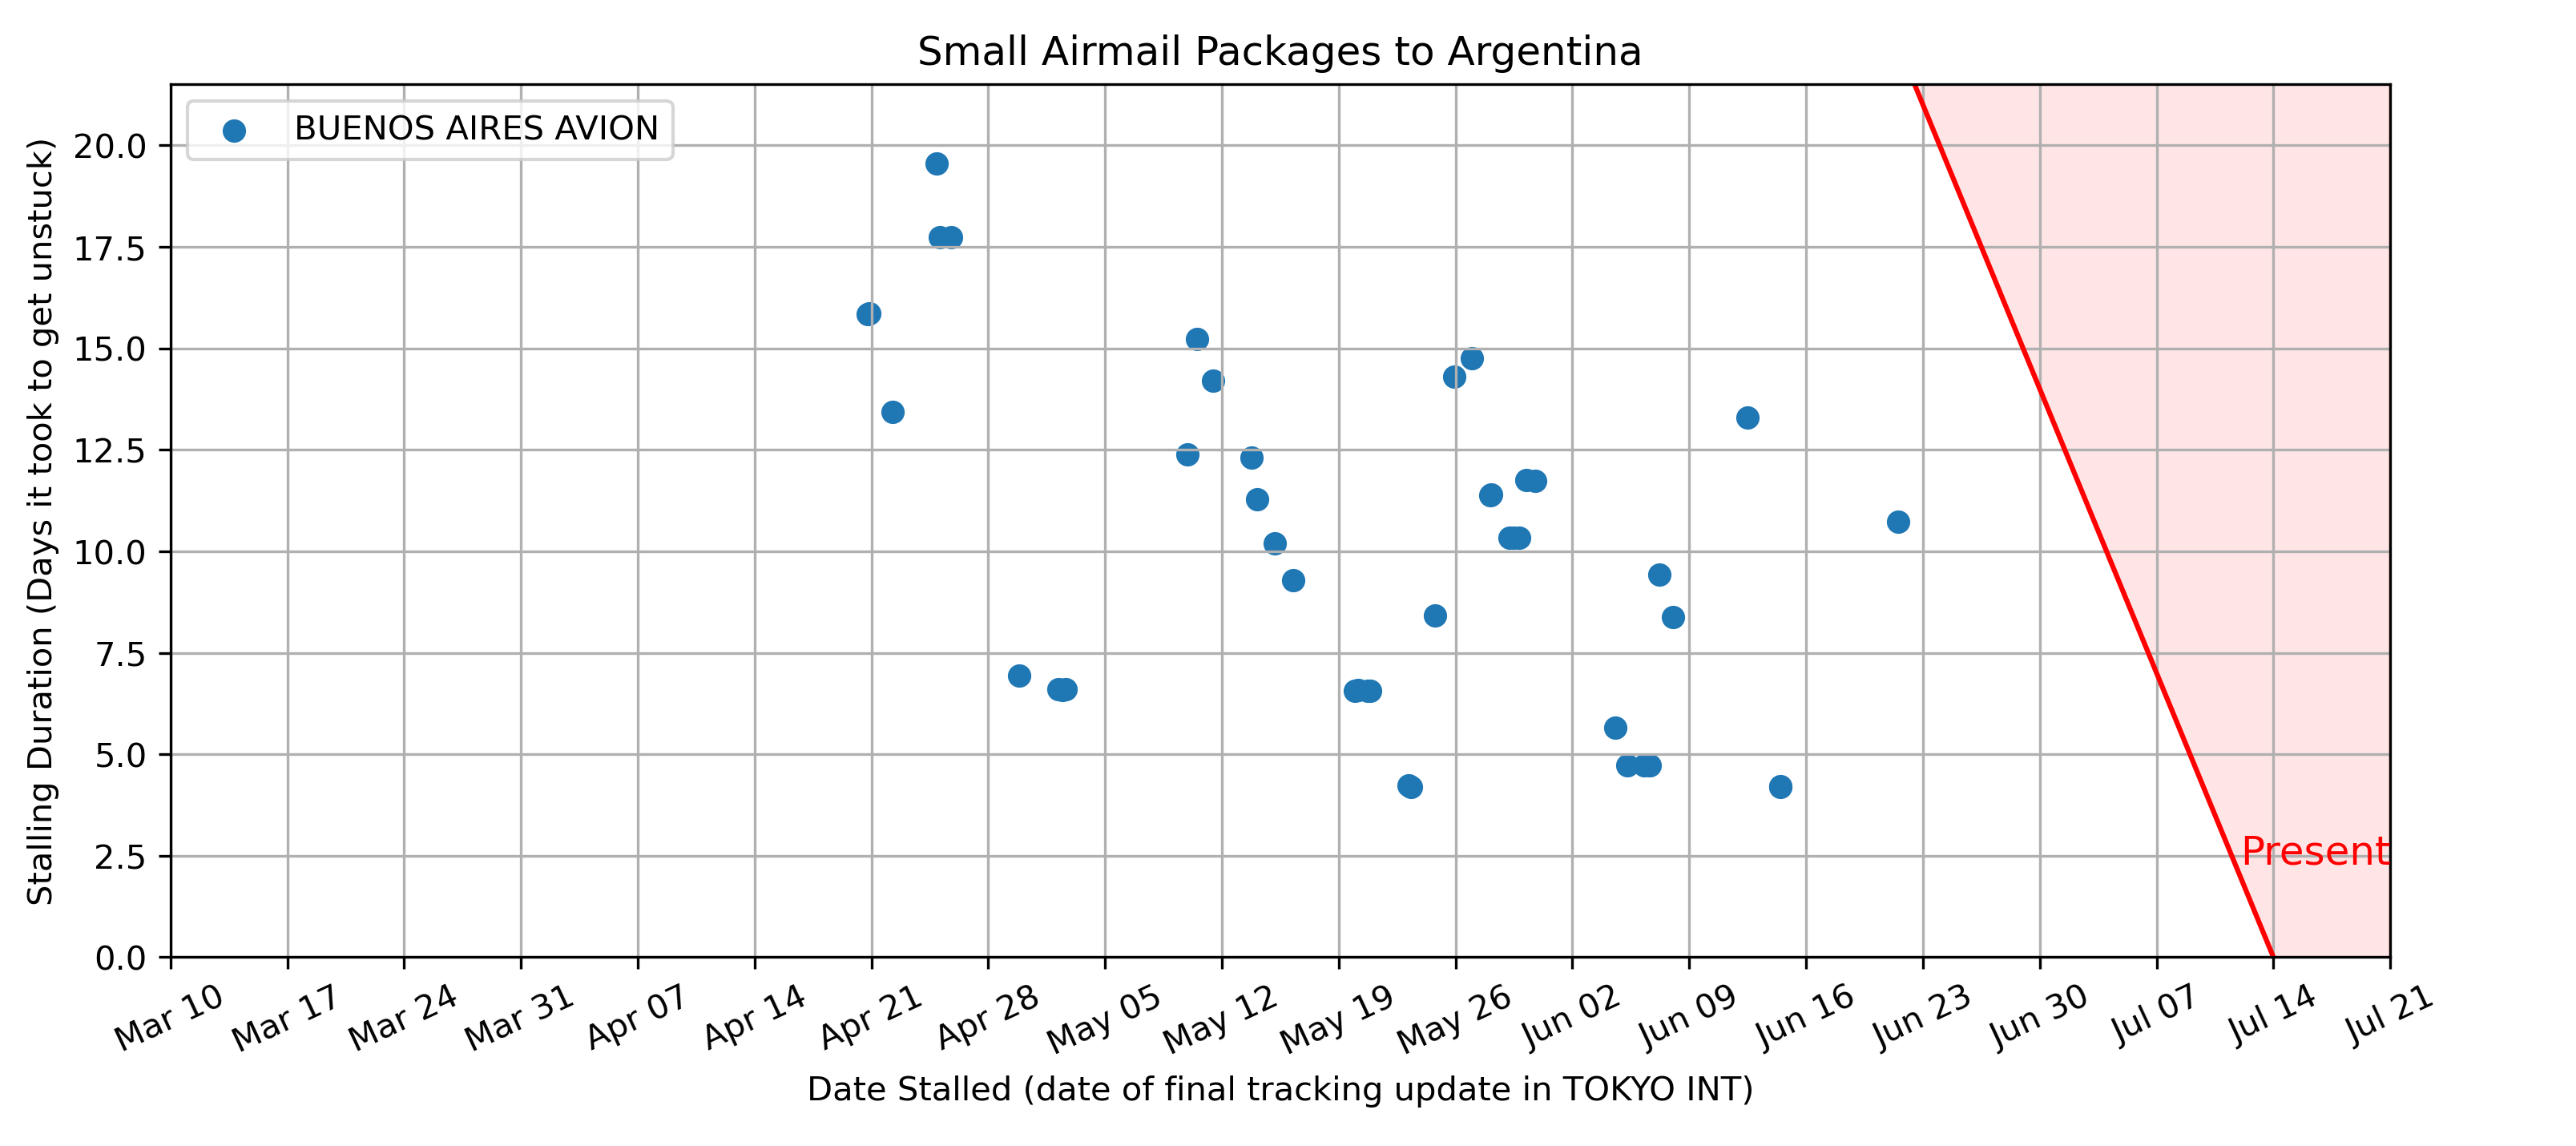 Small Airmail Packages to Argentina
BUENOS AIRES AVION
Stalling Duration (Days it took to get unstuck)
20.0
17.5
15.0
12.5
10.0
7.5
5.0
2.5
0.0
Present
Mar 10 Mar 17 Mar 24 Mar 31 Apr 07 Apr 14 Apr 21 Apr 28 May 05 May 12 May 19 May 26 Jun 02 Jun 09 Jun 16 Jun 23 Jun 30 Jul 07 Jul 14 Jul 21
Date Stalled (date of final tracking update in TOKYO INT)